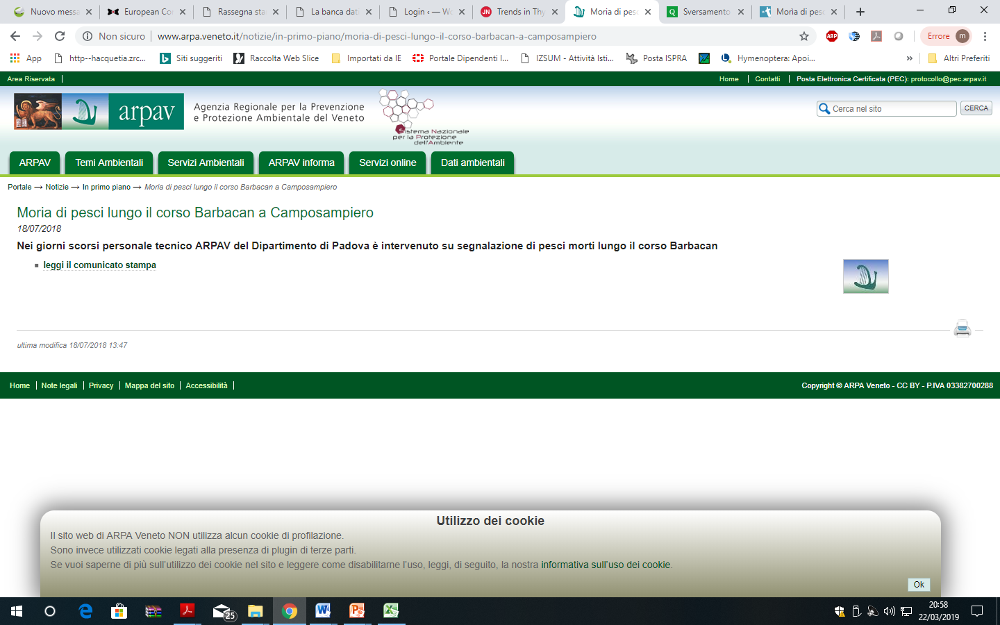 Nuovo messa
European Co
Rassegna sta
La banca dat
Login ‹ — Wo
JN Trends in Thy
Moria di pesc
Q Sversamento
Moria di pesc
Non sicuro www.arpa.veneto.it/notizie/in-primo-piano/moria-di-pesci-lungo-il-corso-barbacan-a-camposampiero
ABP
Errore m
App http--hacquetia.zrc... Siti suggeriti Raccolta Web Slice Importati da IE Portale Dipendenti I... IZSUM - Attività Isti... Posta ISPRA Hymenoptera: Apoi... » Altri Preferiti
Area Riservata
Home Contatti Posta Elettronica Certificata (PEC): protocollo@pec.arpav.it
arpav
Agenzia Regionale per la Prevenzione
e Protezione Ambientale del Veneto
Sistema Nazionale
per la Protezione
dell'Ambiente
Cerca nel sito CERCA
ARPAV Temi Ambientali Servizi Ambientali ARPAV informa Servizi online Dati ambientali
Portale → Notizie → In primo piano → Moria di pesci lungo il corso Barbacan a Camposampiero
Moria di pesci lungo il corso Barbacan a Camposampiero
18/07/2018
Nei giorni scorsi personale tecnico ARPAV del Dipartimento di Padova è intervenuto su segnalazione di pesci morti lungo il corso Barbacan
leggi il comunicato stampa
ultima modifica 18/07/2018 13:47
Home Note legali Privacy Mappa del sito Accessibilità
Copyright © ARPA Veneto - CC BY - P.IVA 03382700288
Utilizzo dei cookie
Il sito web di ARPA Veneto NON utilizza alcun cookie di profilazione.
Sono invece utilizzati cookie legati alla presenza di plugin di terze parti.
Se vuoi saperne di più sull'utilizzo dei cookie nel sito e leggere come disabilitarne l'uso, leggi, di seguito, la nostra informativa sull'uso dei cookie.
Ok
25
20:58
22/03/2019